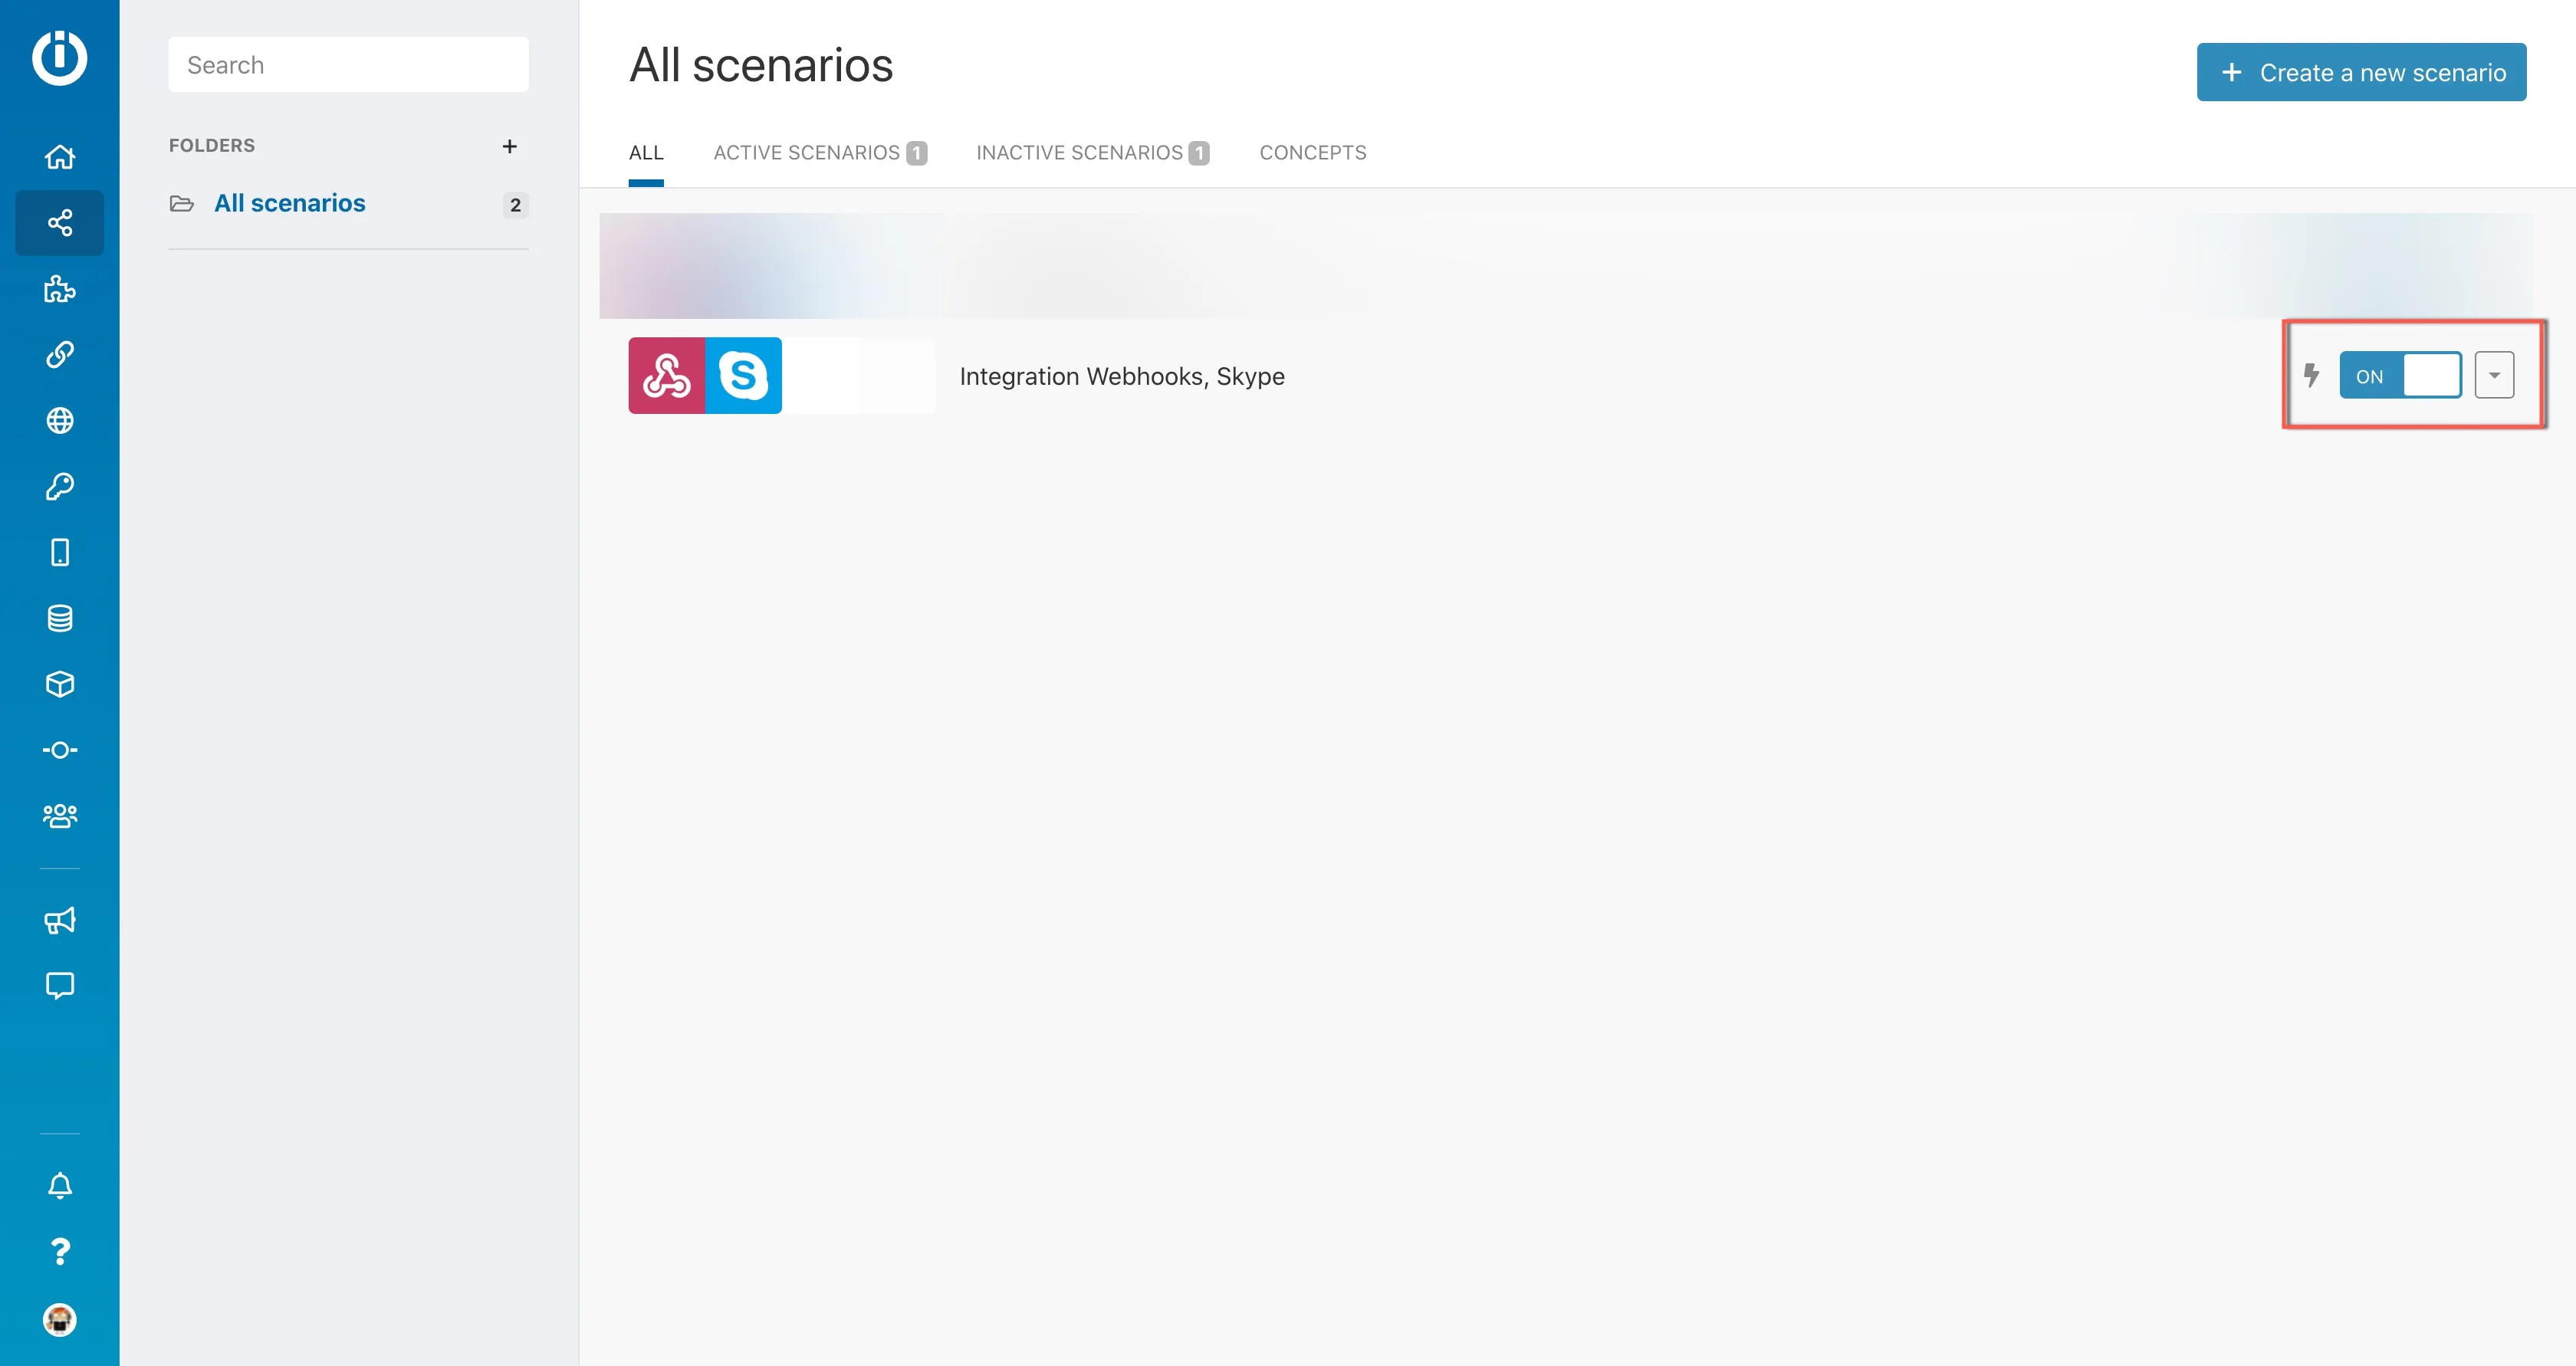 Search
FOLDERS
All scenarios 2
All scenarios
Create a new scenario
ALL ACTIVE SCENARIOS 1 INACTIVE SCENARIOS 1 CONCEPTS
Integration Webhooks, Skype
ON